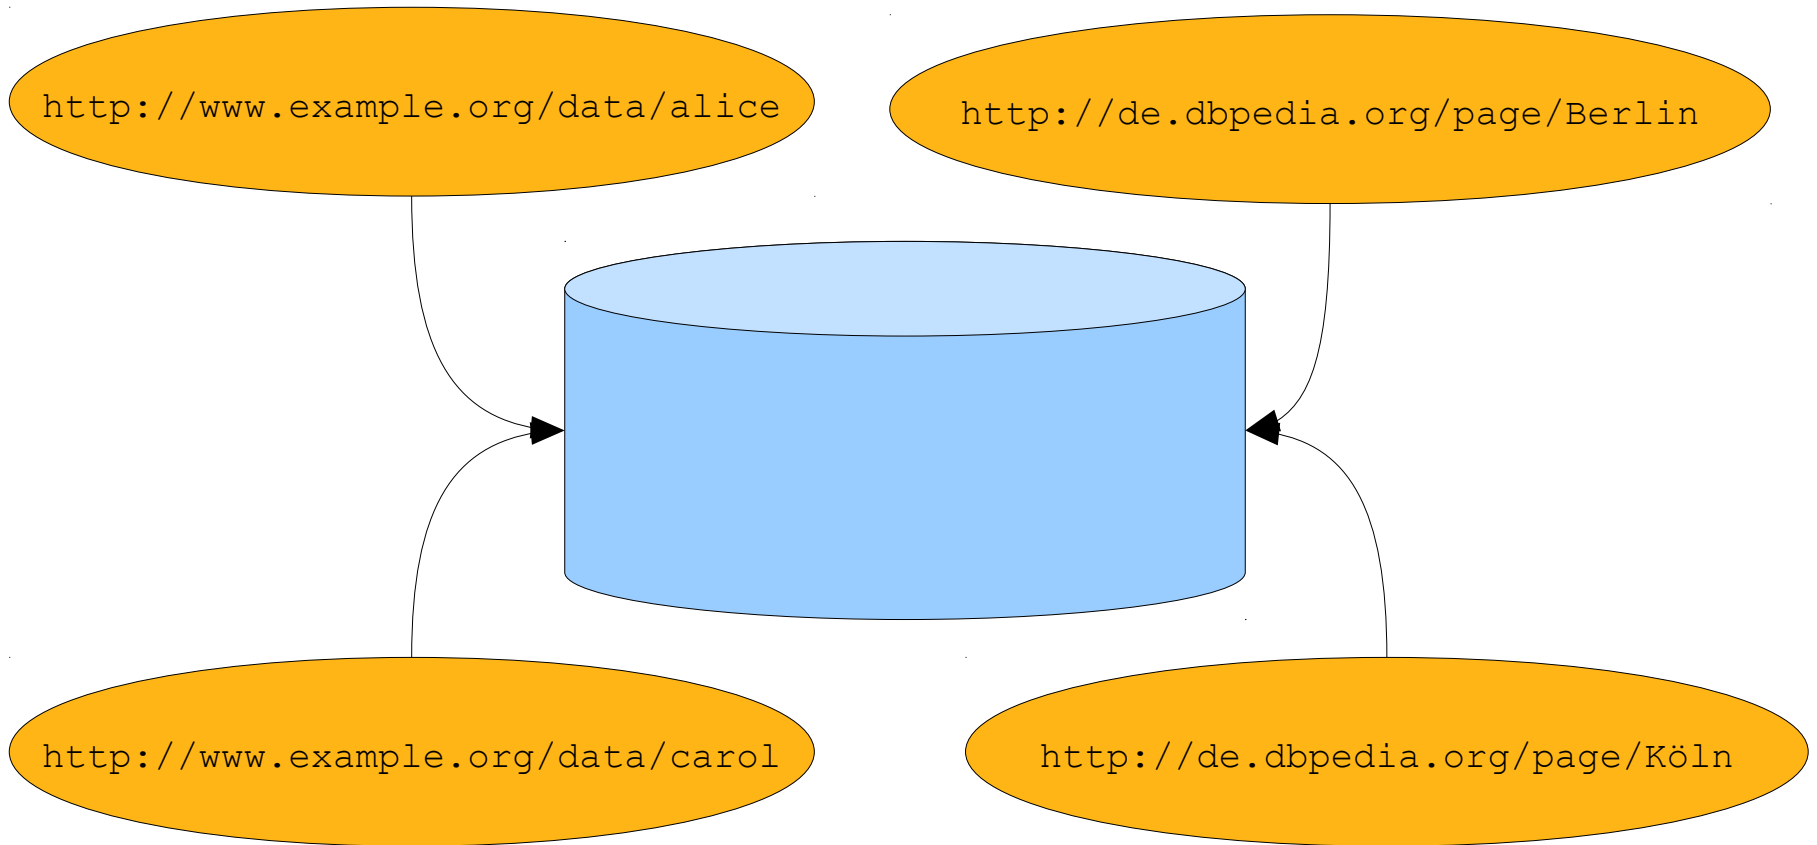 http://www.example.org/data/alice
http://de.dbpedia.org/page/Berlin
http://www.example.org/data/carol
http://de.dbpedia.org/page/Köln